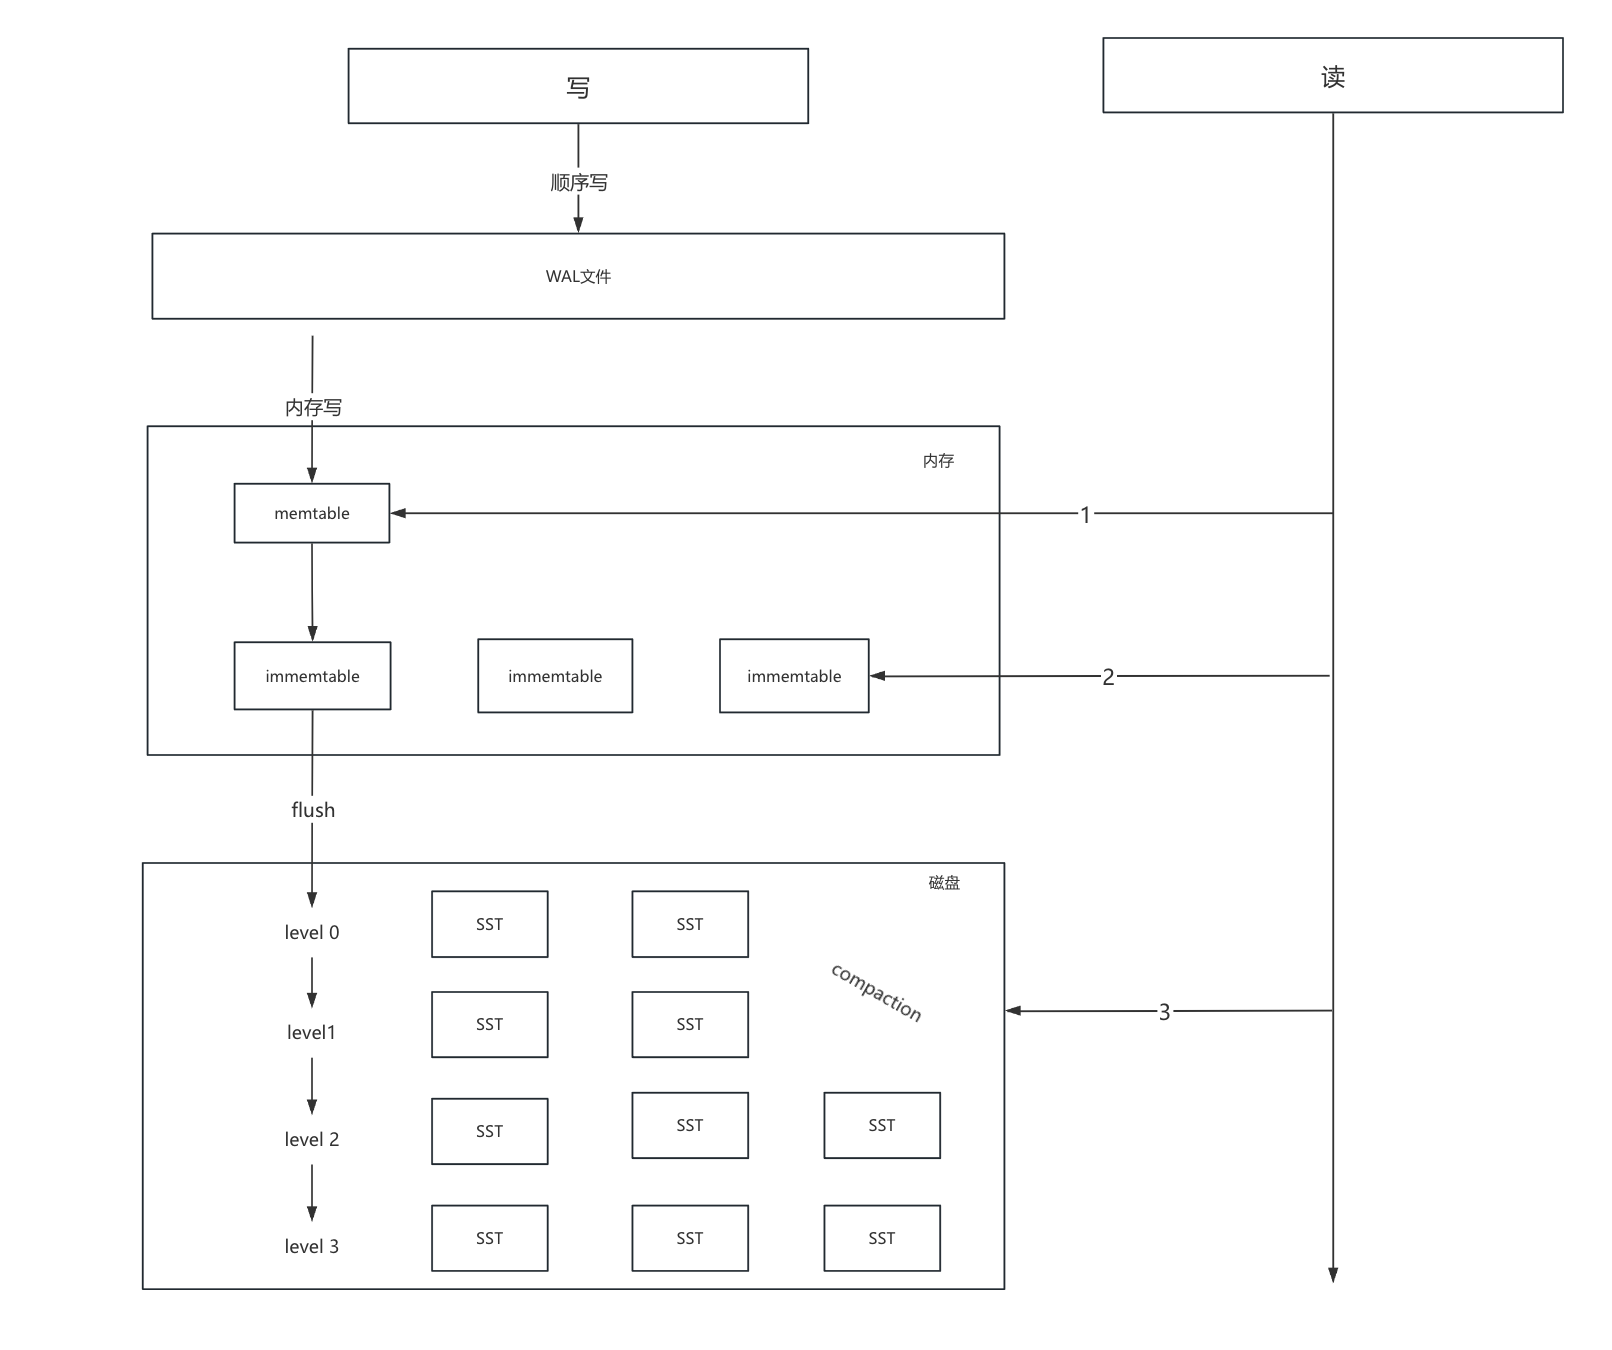 写
读
顺序写
WAL文件
内存写
内存
memtable
1
immemtable
immemtable
immemtable
2
flush
磁盘
level 0
SST
SST
compaction
level1
SST
SST
3
level 2
SST
SST
SST
level 3
SST
SST
SST